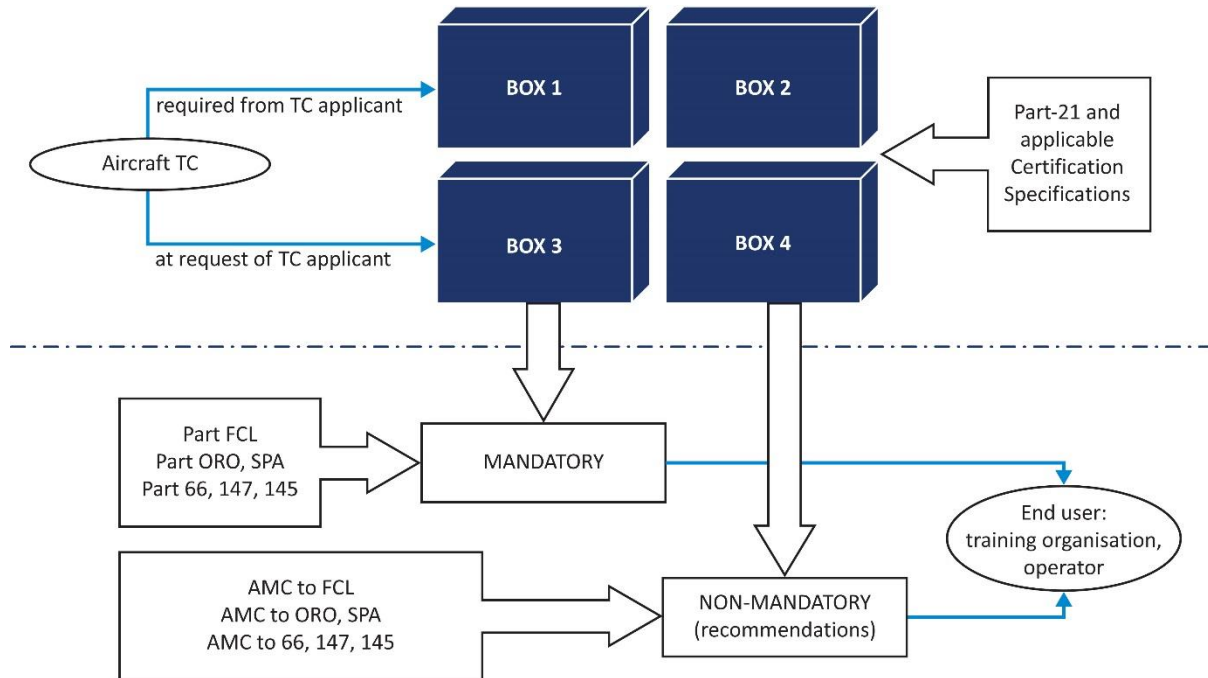 BOX 1
BOX 2
required from TC applicant
Part-21 and
applicable
Certification
Specifications
Aircraft TC
at request of TC applicant
BOX 3
BOX 4
Part FCL
Part ORO, SPA
Part 66, 147, 145
MANDATORY
End user:
training organisation,
operator
AMC to FCL
AMC to ORO, SPA
AMC to 66, 147, 145
NON-MANDATORY
(recommendations)